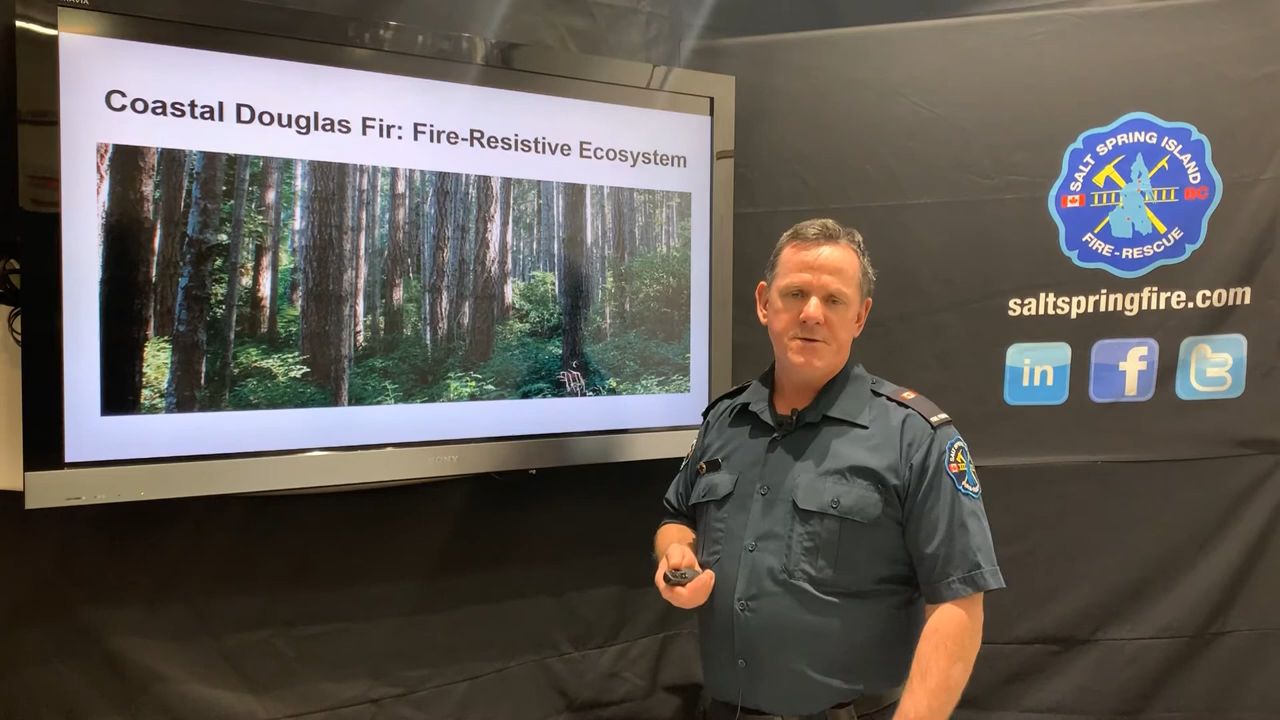 Coastal Douglas Fir: Fire-Resistive Ecosystem
SONY
SALT SPRING ISLAND
BC
FIRE-RESCUE
saltspringfire.com
in
f
t